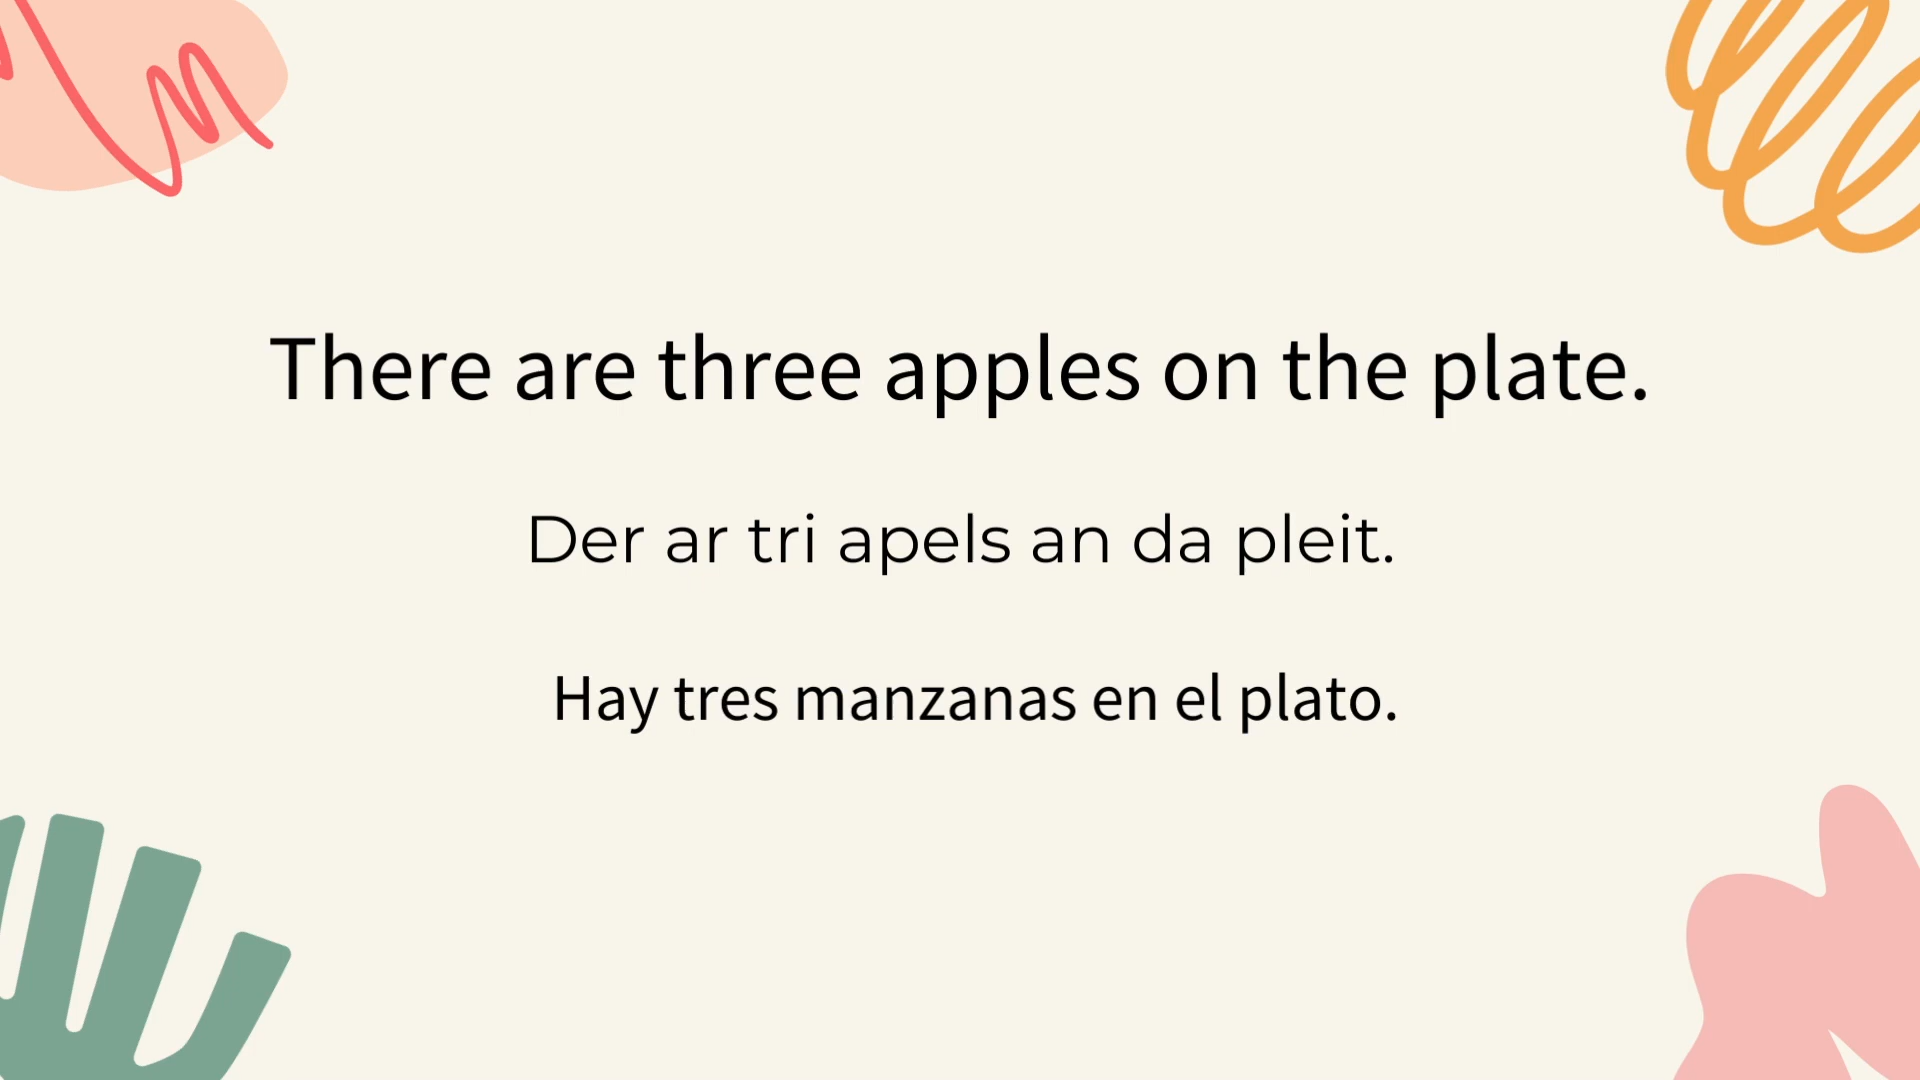 There are three apples on the plate.
Der ar tri apels an da pleit.
Hay tres manzanas en el plato.